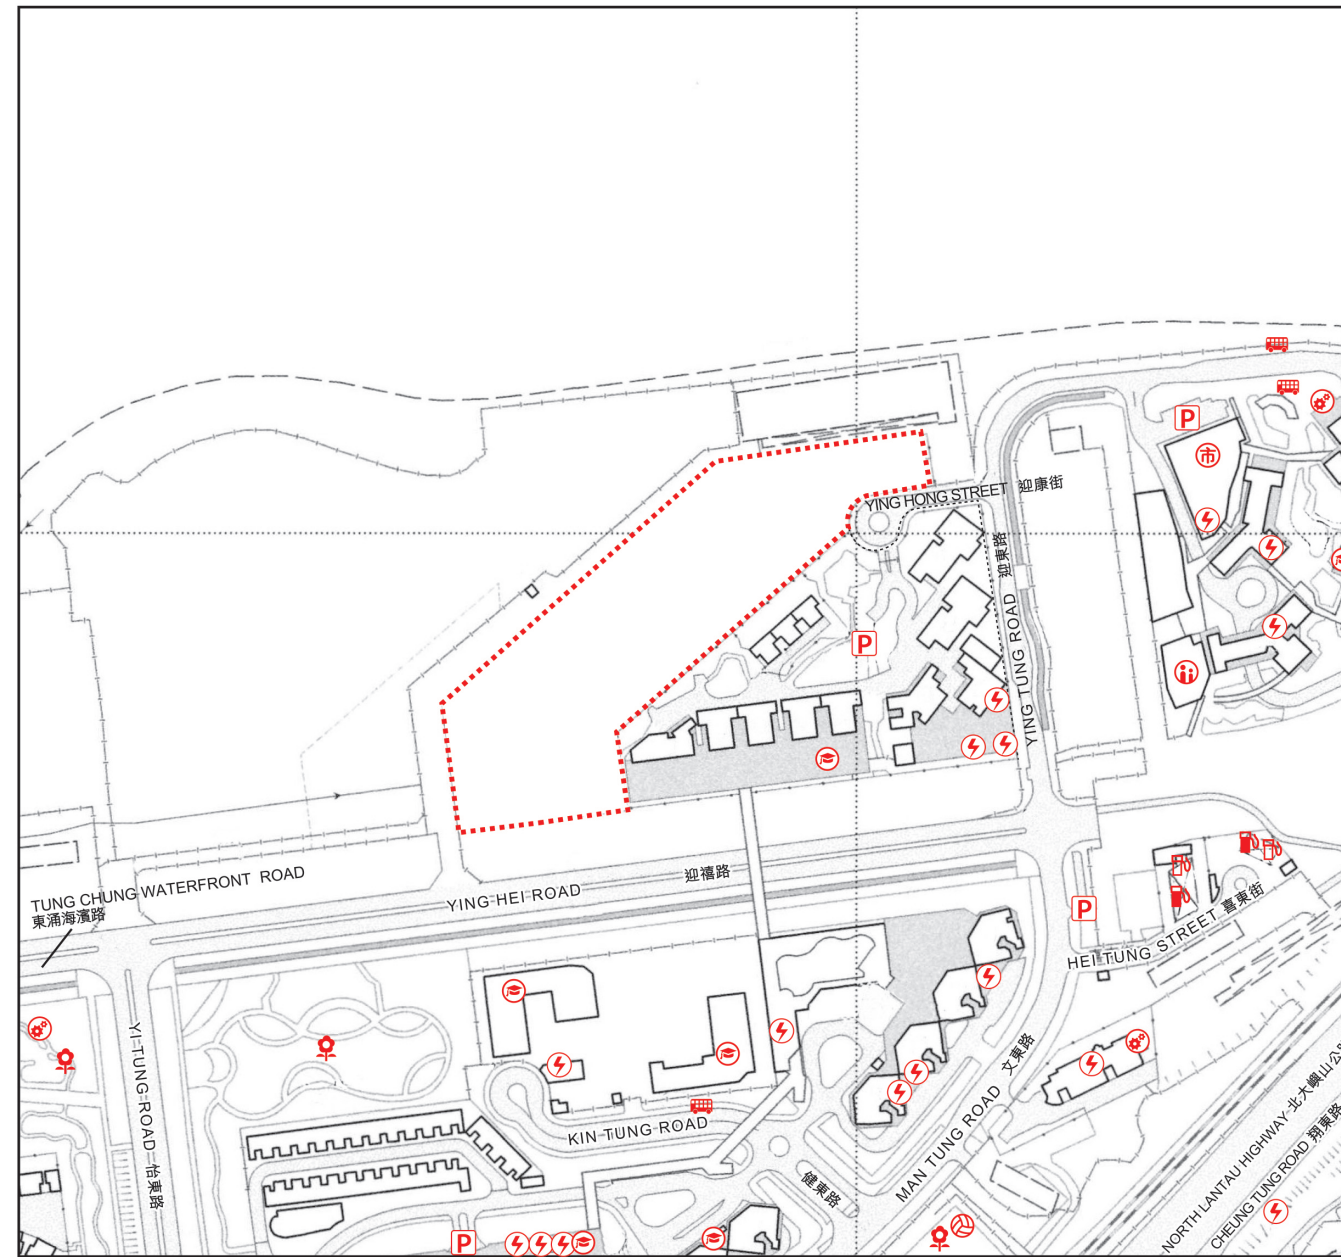 P
市
YING HONG STREET 迎康街
YING TUNG ROAD 迎東路
P
TUNG CHUNG WATERFRONT ROAD
東涌海濱路
YING HEI ROAD 迎禧路
P
HEI TUNG STREET 喜東街
YI TUNG ROAD 怡東路
KIN TUNG ROAD
健東路
MAN TUNG ROAD 文東路
NORTH LANTAU HIGHWAY 北大嶼山公
CHEUNG TUNG ROAD 翔東路
P